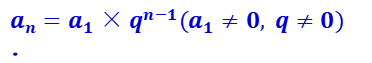 aₙ = a₁ × qⁿ⁻¹(a₁ ≠ 0, q ≠ 0)
.